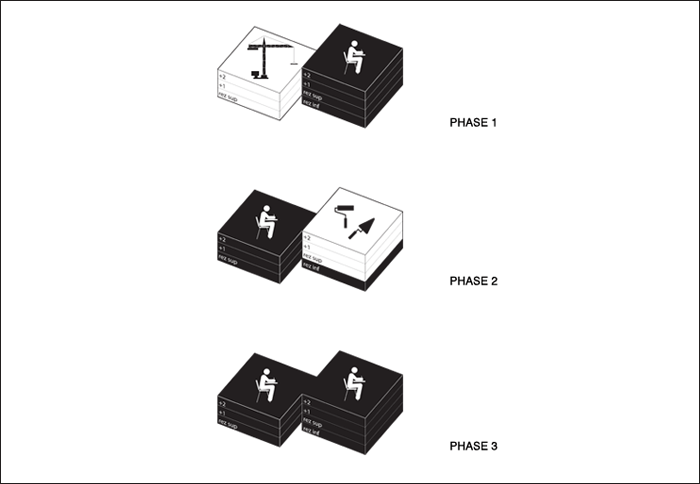 +2
+1
rez sup
+2
+1
rez sup
rez inf
PHASE 1
+2
+1
rez sup
+2
+1
rez sup
rez inf
PHASE 2
+2
+1
rez sup
+2
+1
rez sup
rez inf
PHASE 3